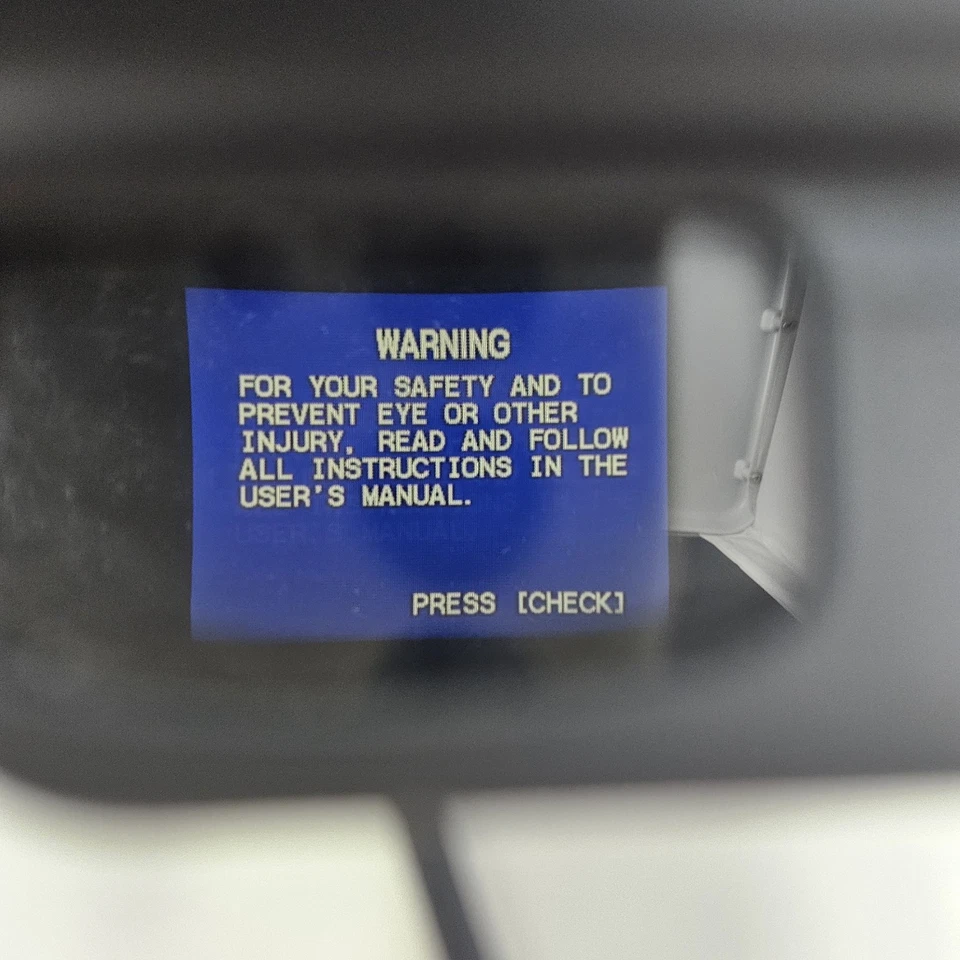 WARNING
FOR YOUR SAFETY AND TO
PREVENT EYE OR OTHER
INJURY, READ AND FOLLOW
ALL INSTRUCTIONS IN THE
USER'S MANUAL.
PRESS [CHECK]